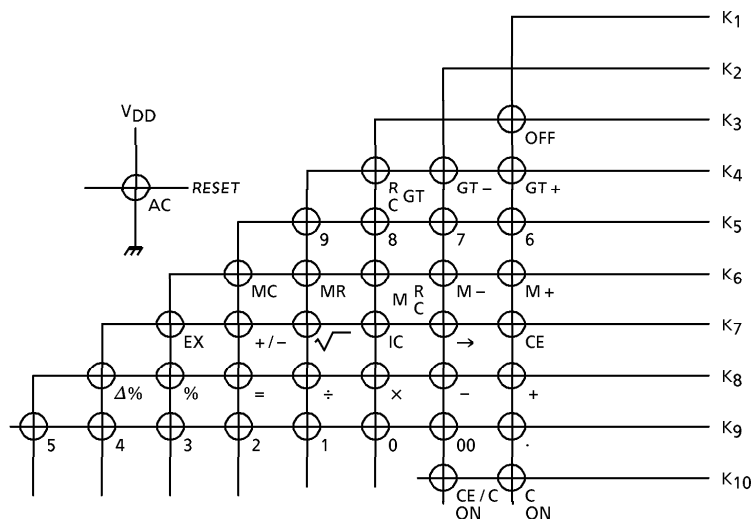 K1
K2
VDD
K3
OFF
K4
RESET
R
C GT
GT −
GT +
AC
K5
9 8 7 6
K6
MC MR M R
C M − M +
K7
EX +/− √ IC → CE
K8
Δ% % = ÷ × − +
K9
5 4 3 2 1 0 00 ·
K10
CE / C
ON
C
ON